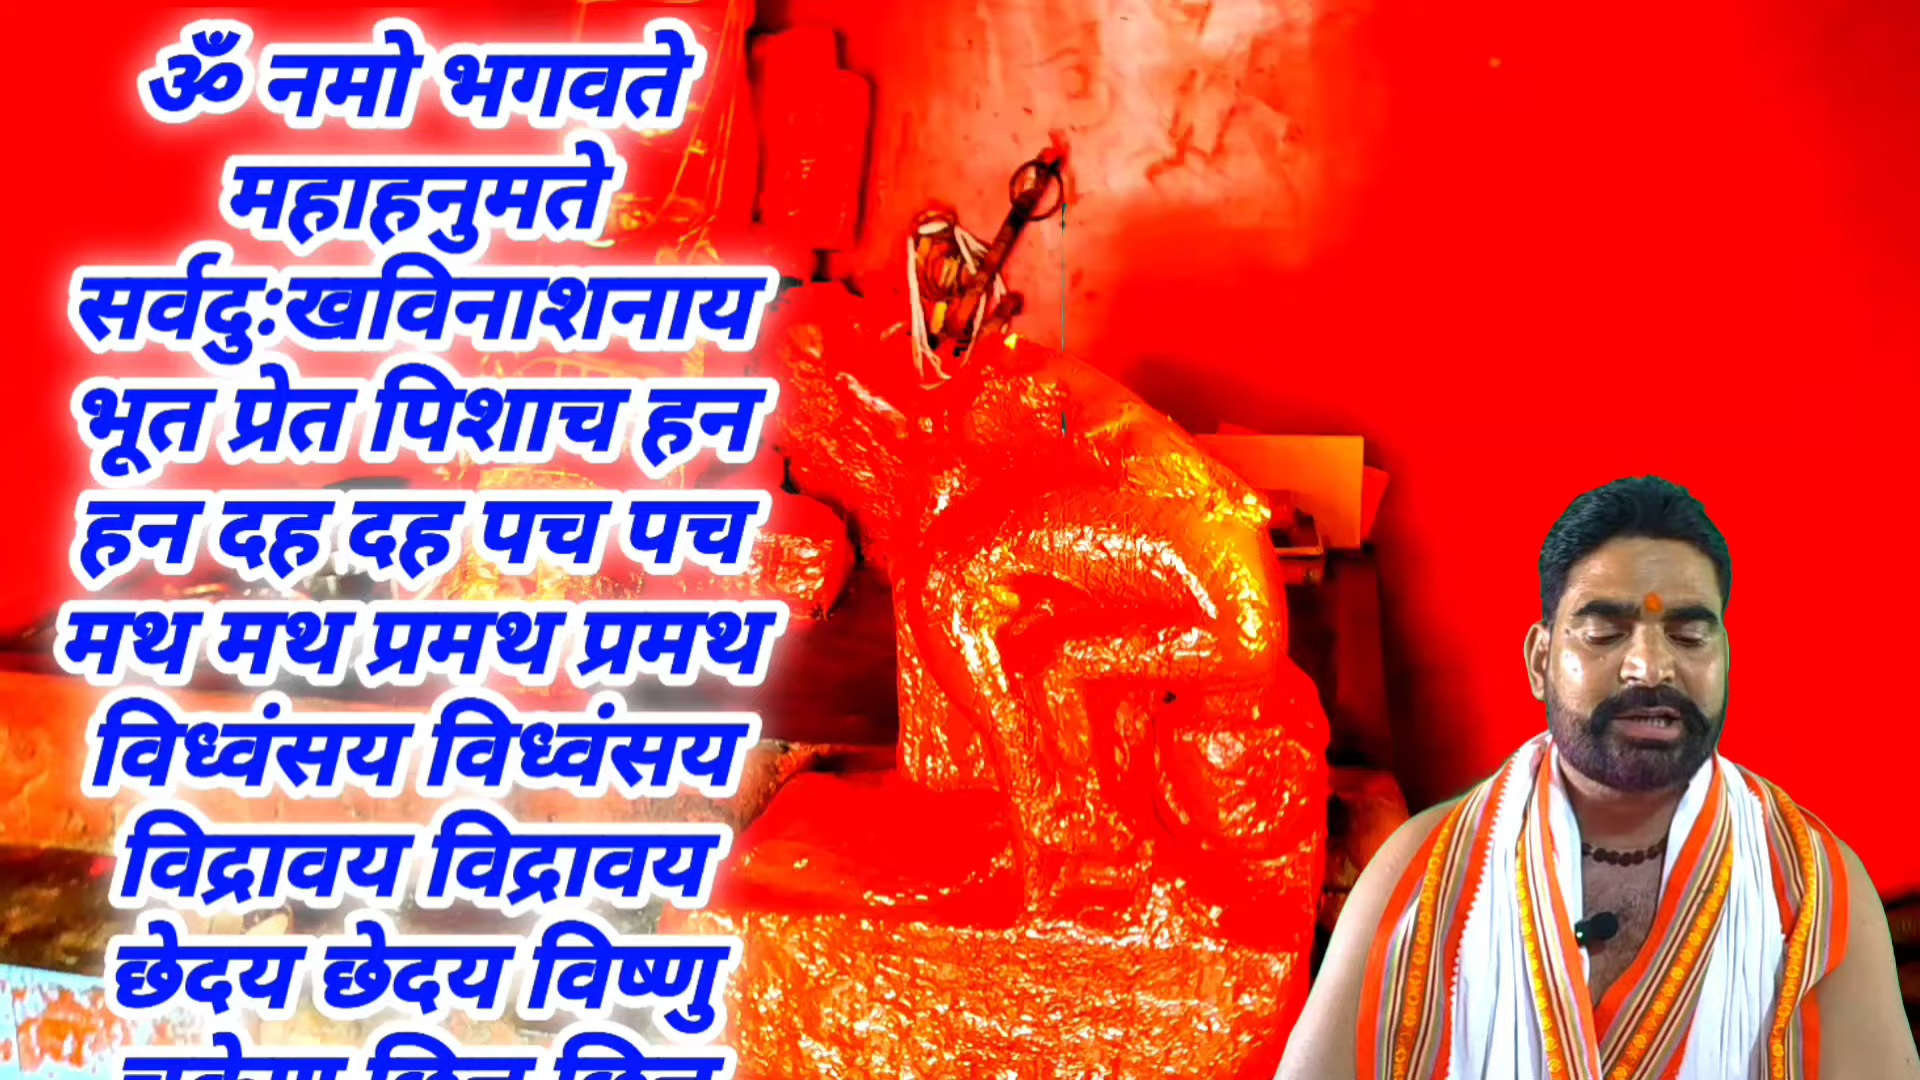 ॐ नमो भगवते
महाहनुमते
सर्वदुःखविनाशनाय
भूत प्रेत पिशाच हन
हन दह दह पच पच
मथ मथ प्रमथ प्रमथ
विध्वंसय विध्वंसय
विद्रावय विद्रावय
छेदय छेदय विष्णु